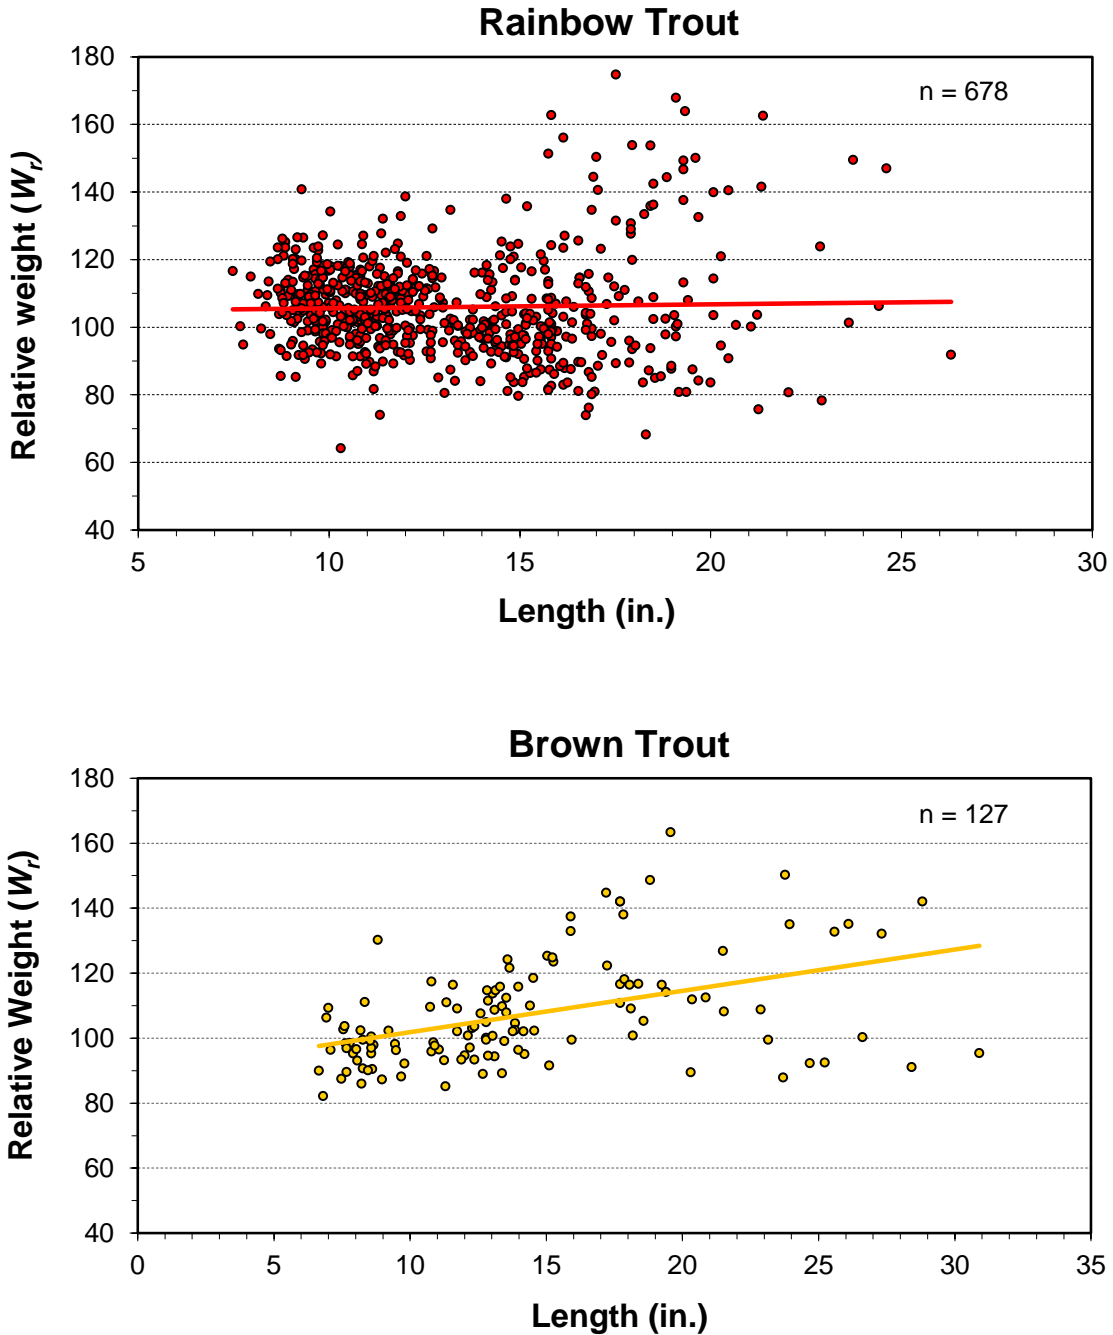 Rainbow Trout
n = 678
Relative weight (Wr)
180
160
140
120
100
80
60
40
5 10 15 20 25 30
Length (in.)
Brown Trout
n = 127
Relative Weight (Wr)
180
160
140
120
100
80
60
40
0 5 10 15 20 25 30 35
Length (in.)